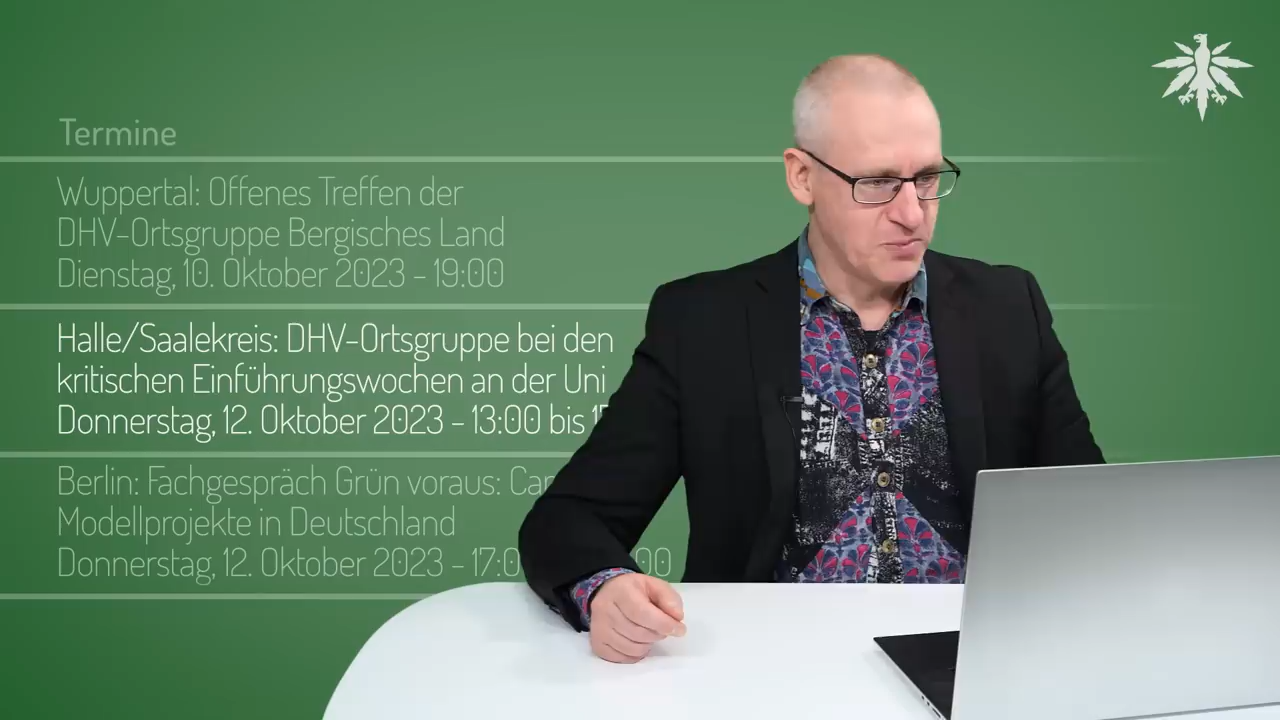 Termine
Wuppertal: Offenes Treffen der
DHV-Ortsgruppe Bergisches Land
Dienstag, 10. Oktober 2023 - 19:00
Halle/Saalekreis: DHV-Ortsgruppe bei den
kritischen Einführungswochen an der Uni
Donnerstag, 12. Oktober 2023 - 13:00 bis
Berlin: Fachgespräch Grün voraus:
Modellprojekte in Deutschland
Donnerstag, 12. Oktober 2023 -